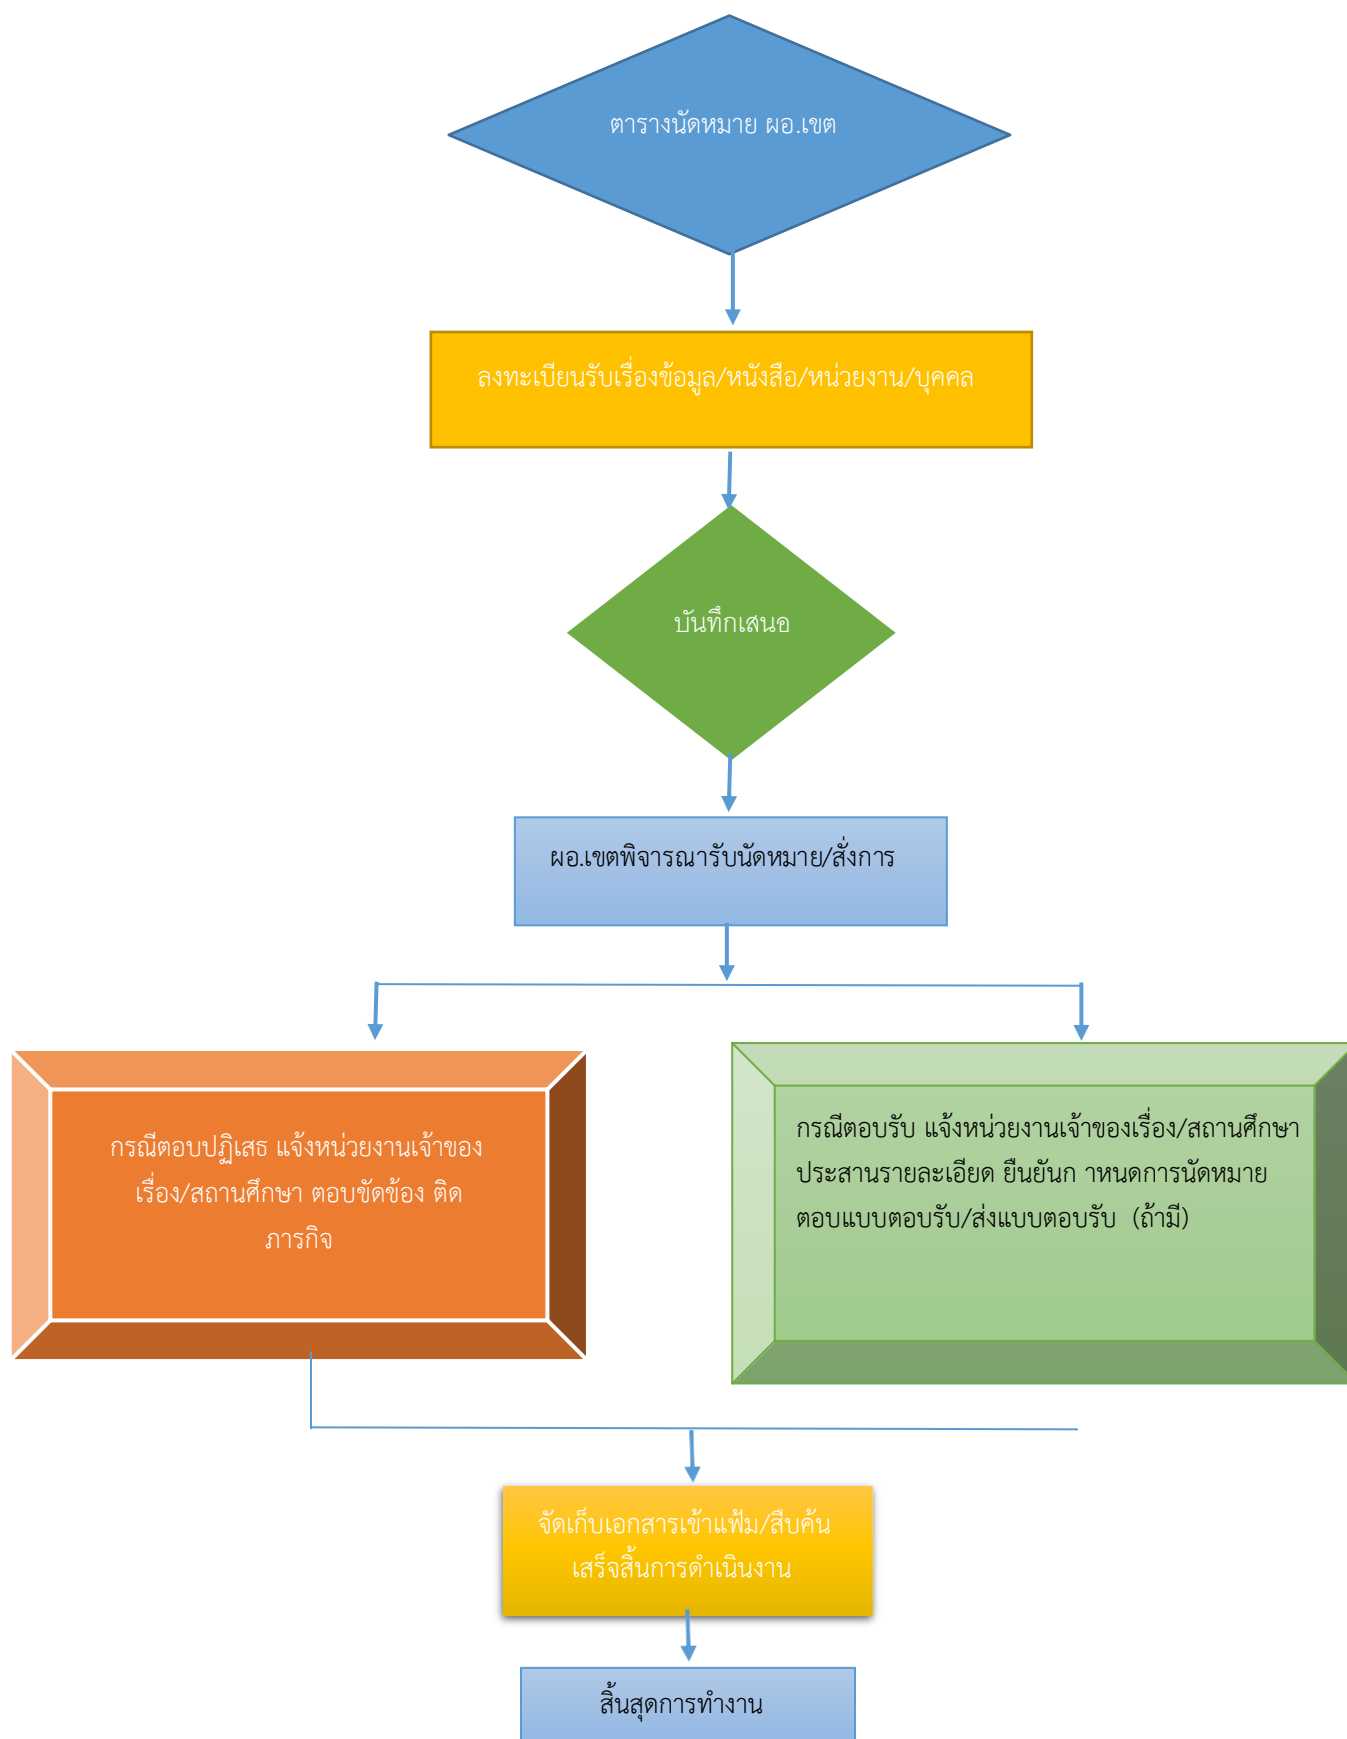 ตารางนัดหมาย ผอ.เขต
ลงทะเบียนรับเรื่องข้อมูล/หนังสือ/หน่วยงาน/บุคคล
บันทึกเสนอ
ผอ.เขตพิจารณารับนัดหมาย/สั่งการ
กรณีตอบปฏิเสธ แจ้งหน่วยงานเจ้าของ
เรื่อง/สถานศึกษา ตอบขัดข้อง ติด
ภารกิจ
กรณีตอบรับ แจ้งหน่วยงานเจ้าของเรื่อง/สถานศึกษา
ประสานรายละเอียด ยืนยันก าหนดการนัดหมาย
ตอบแบบตอบรับ/ส่งแบบตอบรับ (ถ้ามี)
จัดเก็บเอกสารเข้าแฟ้ม/สืบค้น
เสร็จสิ้นการดำเนินงาน
สิ้นสุดการทำงาน